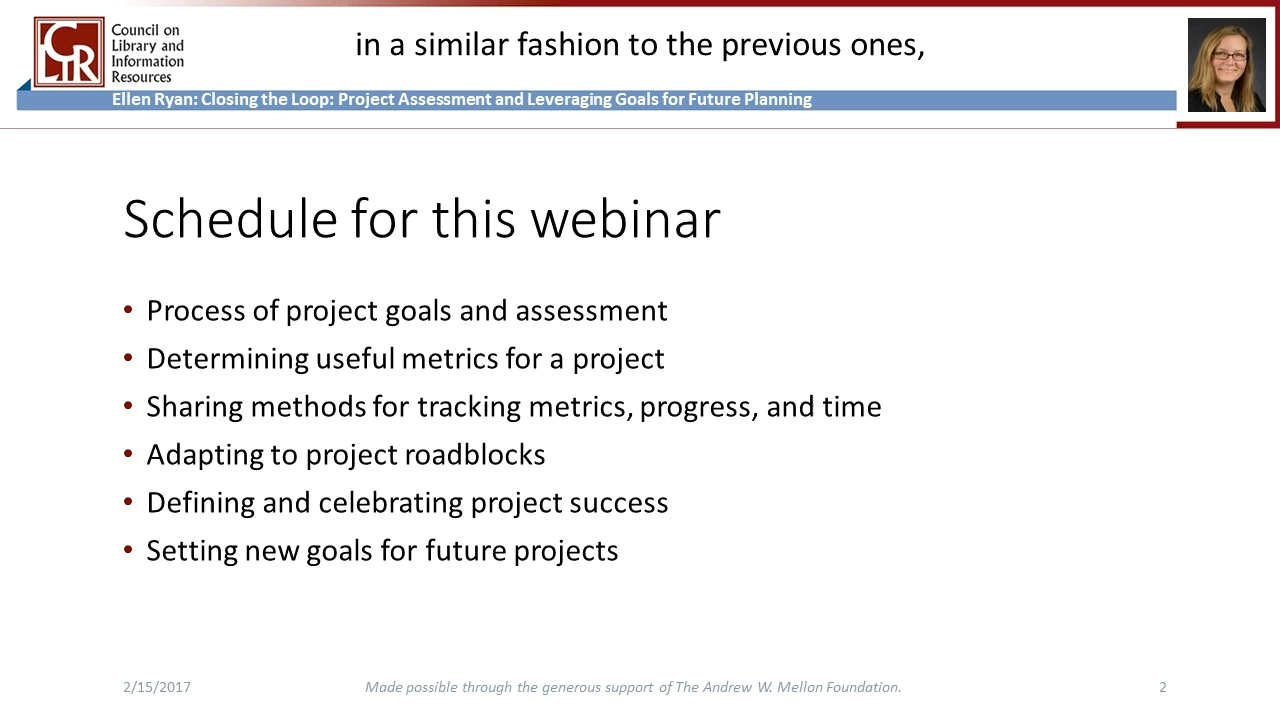 CLIR
Council on
Library and
Information
Resources
in a similar fashion to the previous ones,
Ellen Ryan: Closing the Loop: Project Assessment and Leveraging Goals for Future Planning
Schedule for this webinar
• Process of project goals and assessment
• Determining useful metrics for a project
• Sharing methods for tracking metrics, progress, and time
• Adapting to project roadblocks
• Defining and celebrating project success
• Setting new goals for future projects
2/15/2017
Made possible through the generous support of The Andrew W. Mellon Foundation.
2